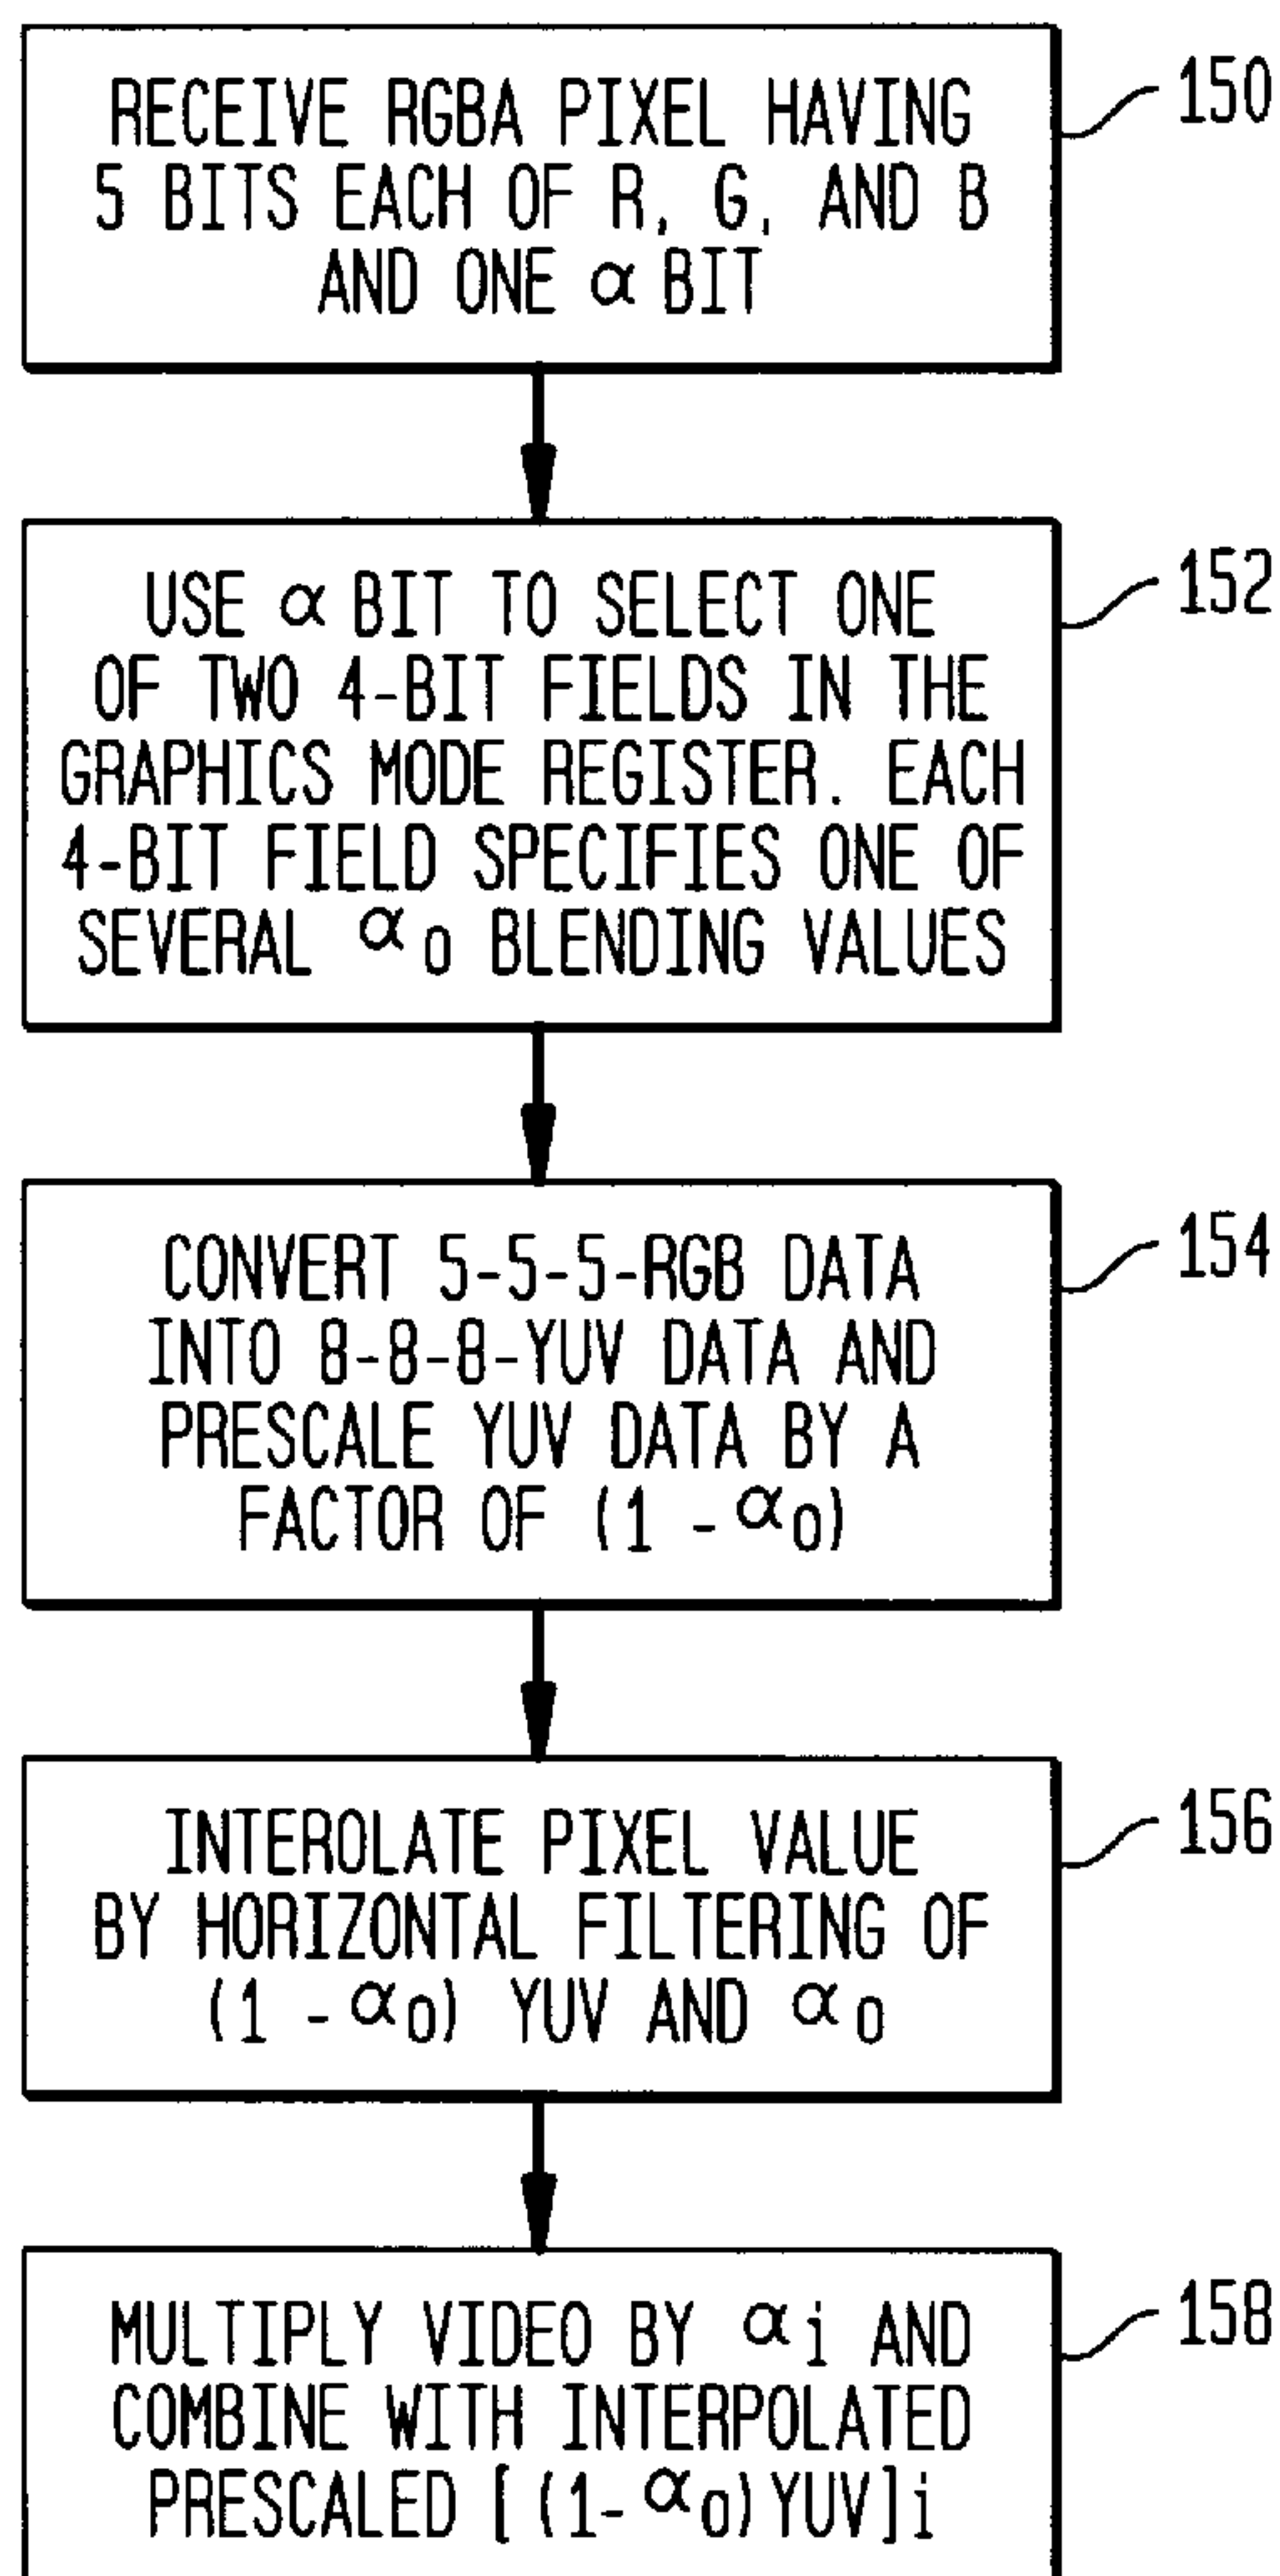 RECEIVE RGBA PIXEL HAVING
5 BITS EACH OF R, G, AND B
AND ONE α BIT
150
USE α BIT TO SELECT ONE
OF TWO 4-BIT FIELDS IN THE
GRAPHICS MODE REGISTER. EACH
4-BIT FIELD SPECIFIES ONE OF
SEVERAL α0 BLENDING VALUES
152
CONVERT 5-5-5-RGB DATA
INTO 8-8-8-YUV DATA AND
PRESCALE YUV DATA BY A
FACTOR OF (1 - α0)
154
INTEROLATE PIXEL VALUE
BY HORIZONTAL FILTERING OF
(1 - α0) YUV AND α0
156
MULTIPLY VIDEO BY αi AND
COMBINE WITH INTERPOLATED
PRESCALED [(1- α0)YUV]i
158